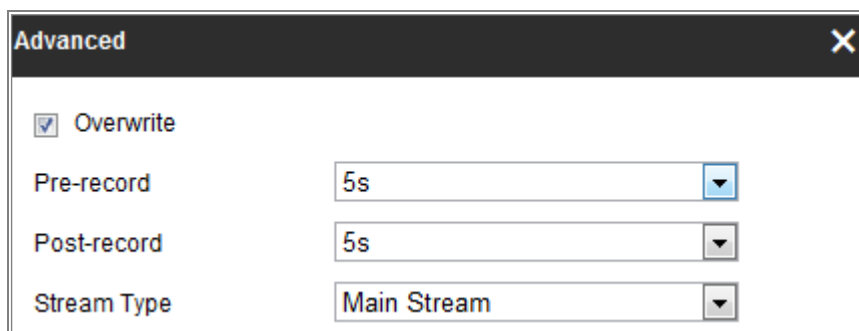 Advanced
Overwrite
Pre-record 5s
Post-record 5s
Stream Type Main Stream